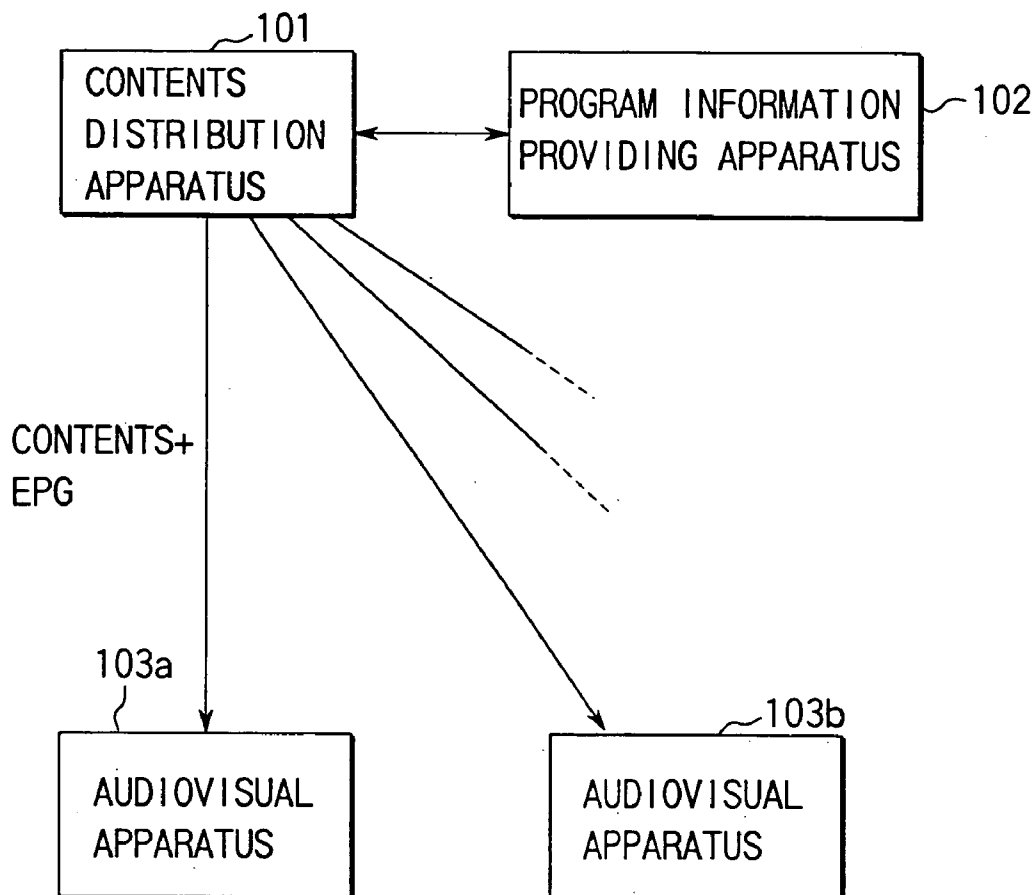 101
CONTENTS
DISTRIBUTION
APPARATUS
PROGRAM INFORMATION
PROVIDING APPARATUS
102
CONTENTS+
EPG
103a
AUDIOVISUAL
APPARATUS
103b
AUDIOVISUAL
APPARATUS